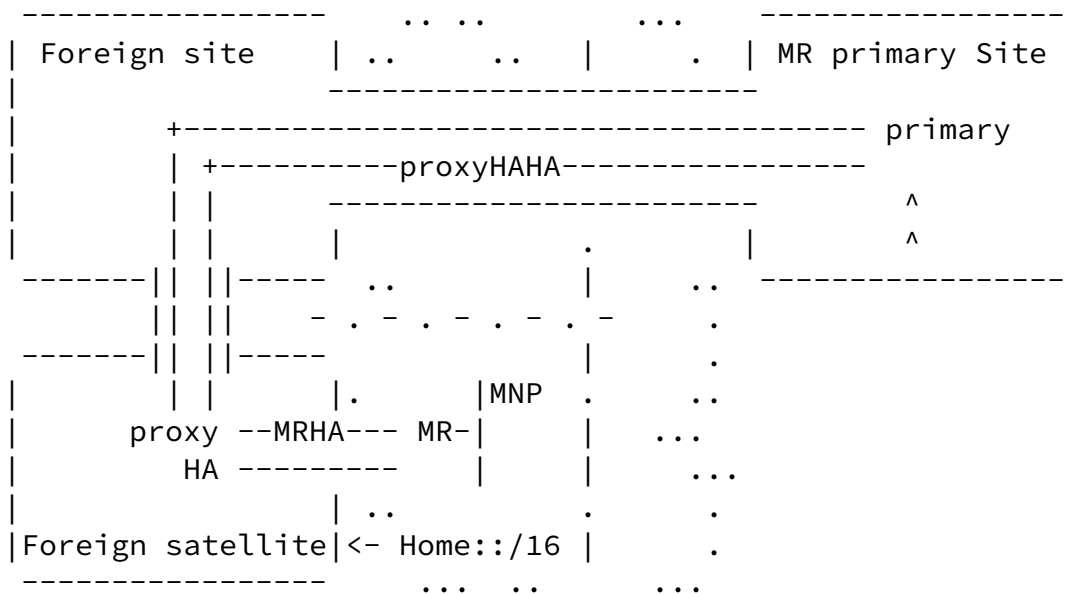 Foreign site MR primary Site
primary
proxyHAHA
MNP
proxy --MRHA--- MR-
HA
Foreign satellite <- Home::/16